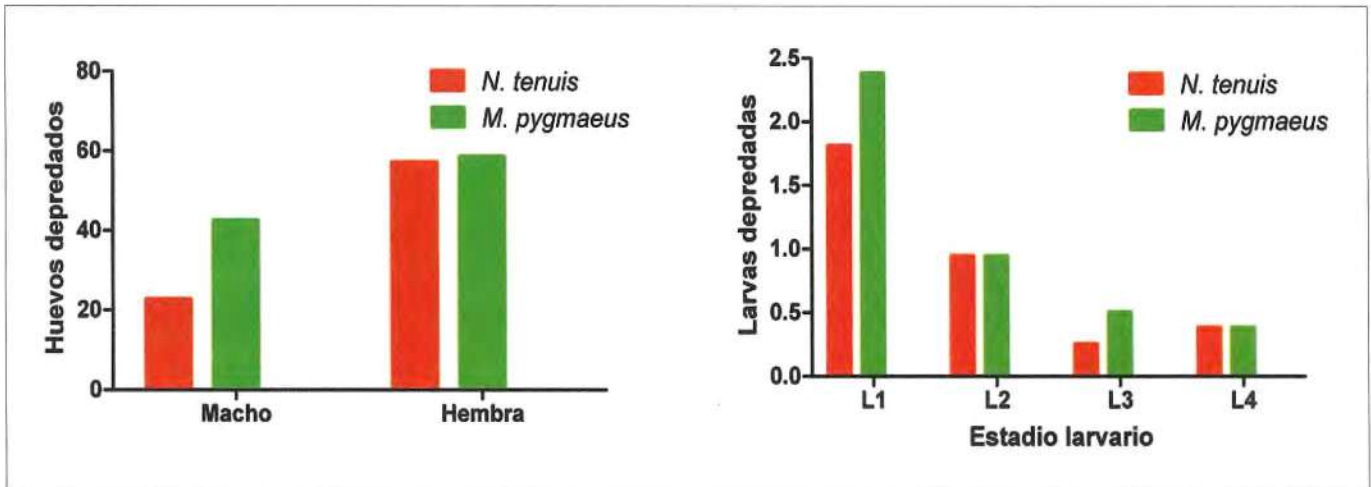 Huevos depredados
80
60
40
20
0
Macho
Hembra
N. tenuis
M. pygmaeus
Larvas depredadas
2.5
2.0
1.5
1.0
0.5
0.0
L1
L2
L3
L4
Estadio larvario
N. tenuis
M. pygmaeus